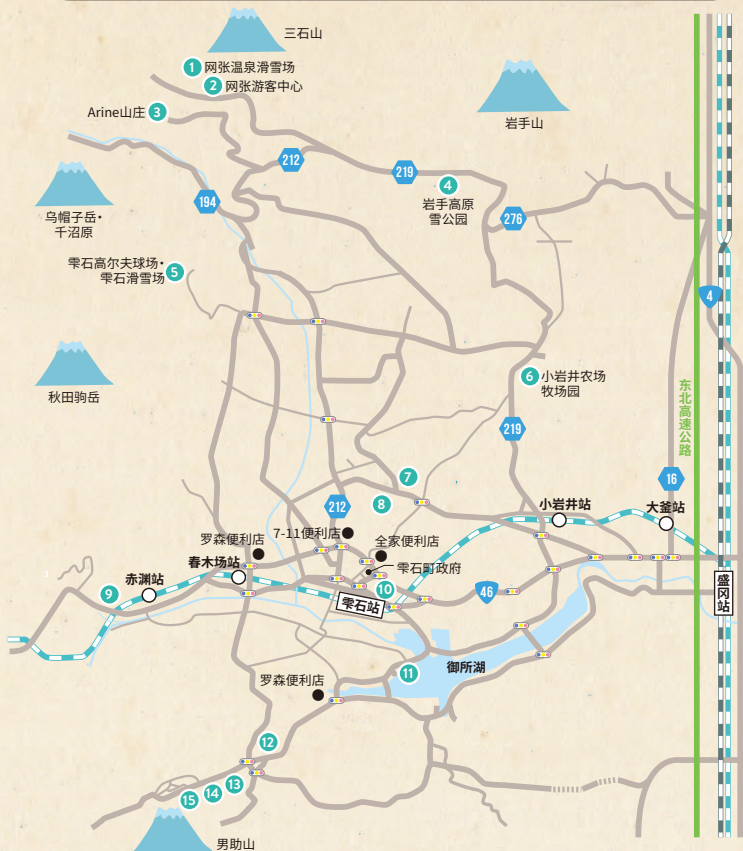 三石山
1 网张温泉滑雪场
2 网张游客中心
Arine山庄 3
岩手山
212
219
4
岩手高原
雪公园
194
276
乌帽子岳·
千沼原
雫石高尔夫球场·
雫石滑雪场 5
4
秋田驹岳
6 小岩井农场
牧场园
东北高速公路
219
7
16
8
212
小岩井站
大釜站
7-11便利店
罗森便利店
全家便利店
春木场站
雫石町政府
赤渊站
9
10
46
雫石站
盛冈站
御所湖
11
罗森便利店
12
13
14
15
男助山